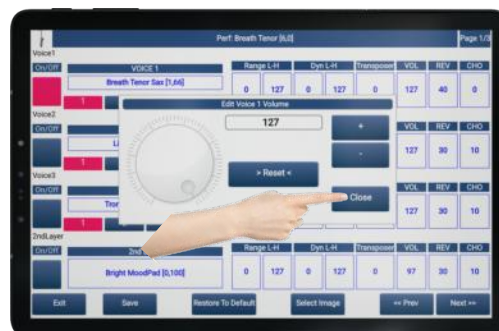 Perf: Breath Tenor [6,0] Page 1/3
Voice1
On/Off VOICE 1 Range L-H Dyn L-H Transposer VOL REV CHO
Breath Tenor Sax [1,66] 0 127 0 127 0 127 40 0
1
Edit Voice 1 Volume
Voice2
127 +
On/Off VOL REV CHO
127 30 10
-
1
> Reset <
Voice3
On/Off VOL REV CHO
Close
127 30 10
1
2ndLayer
On/Off Range L-H Dyn L-H Transposer VOL REV CHO
Bright MoodPad [0,100] 0 127 0 127 0 97 30 10
Exit Save Restore To Default Select Image << Prev Next >>